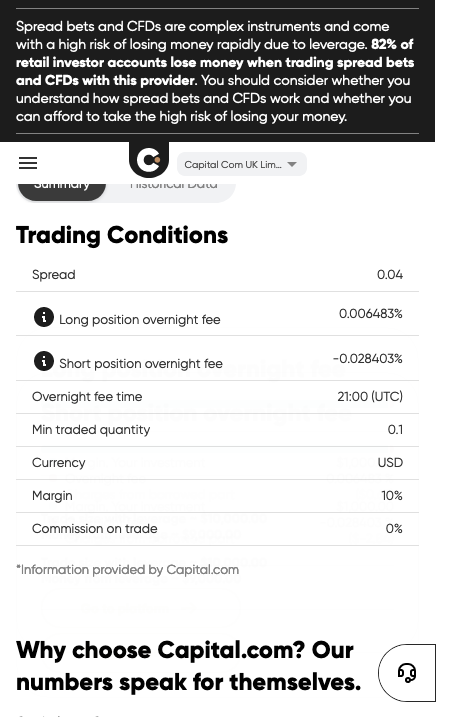 Spread bets and CFDs are complex instruments and come
with a high risk of losing money rapidly due to leverage. 82% of
retail investor accounts lose money when trading spread bets
and CFDs with this provider. You should consider whether you
understand how spread bets and CFDs work and whether you
can afford to take the high risk of losing your money.
Capital Com UK Lim...
Summary Historical Data
Trading Conditions
Spread 0.04
Long position overnight fee 0.006483%
Short position overnight fee -0.028403%
Overnight fee time 21:00 (UTC)
Min traded quantity 0.1
Currency USD
Margin 10%
Commission on trade 0%
*Information provided by Capital.com
Why choose Capital.com? Our
numbers speak for themselves.